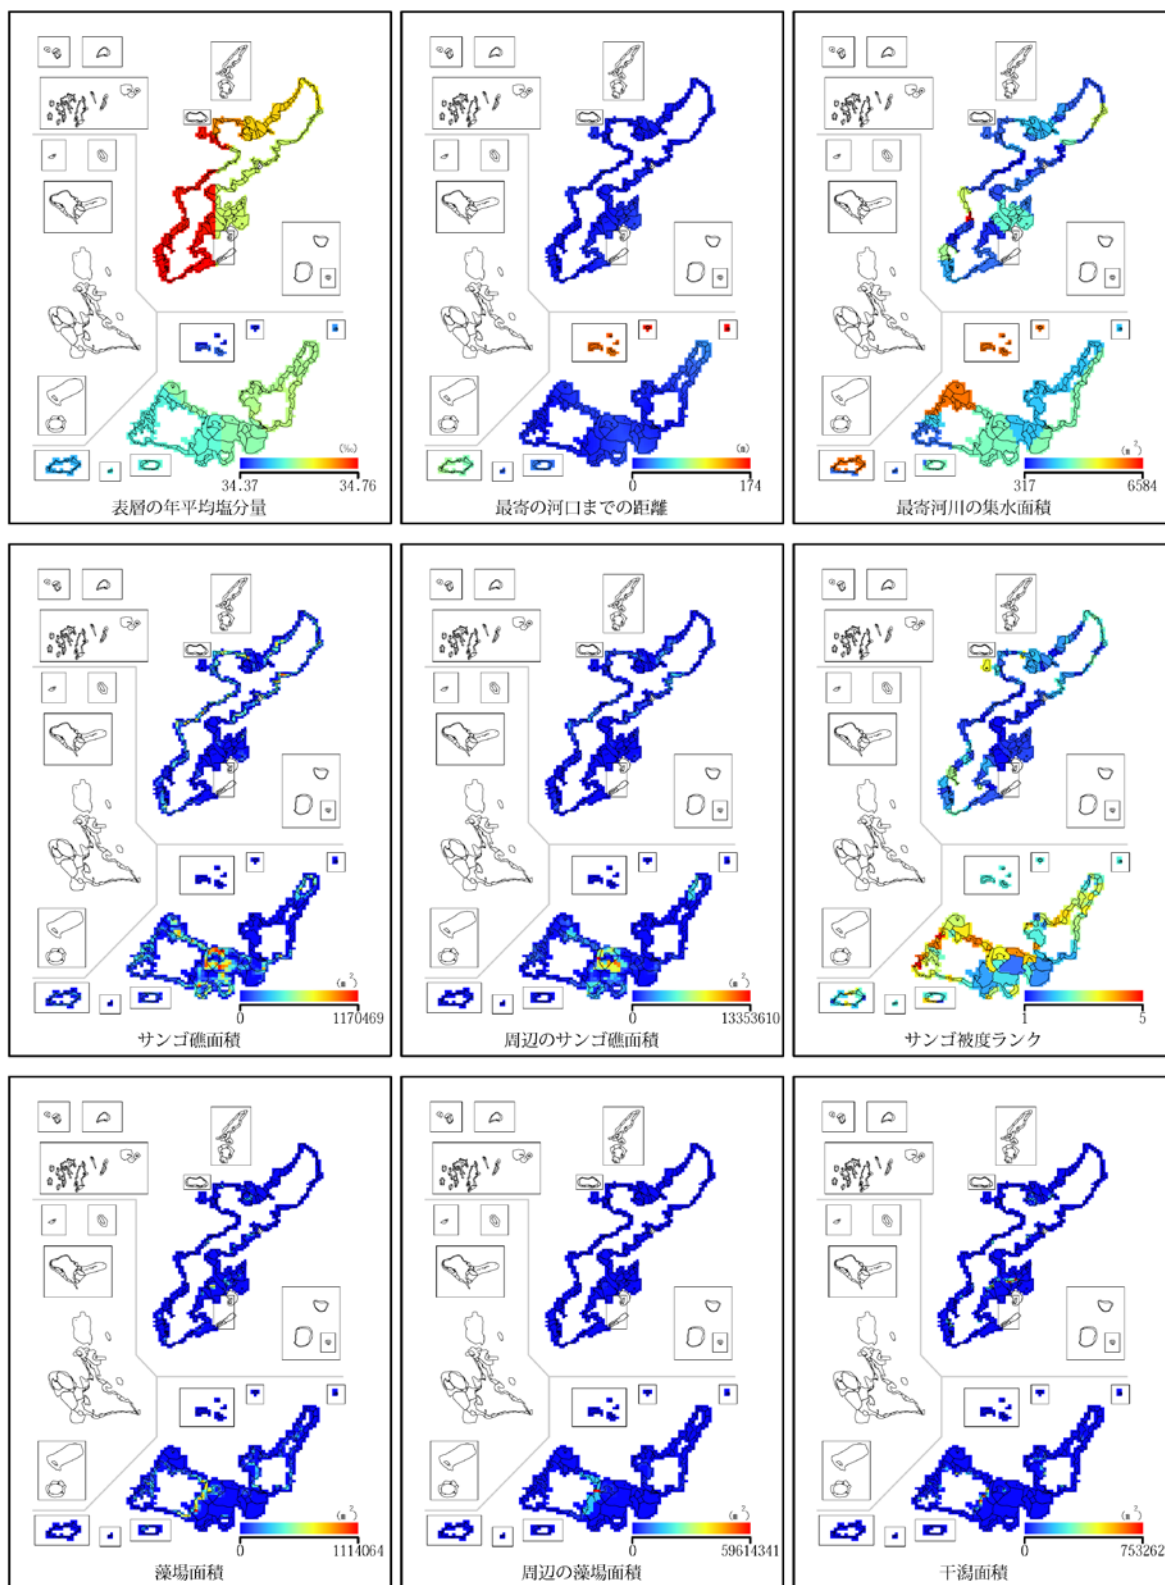 (‰)
34.37 34.76
表層の年平均塩分量
(m)
0 174
最寄の河口までの距離
(m²)
317 6584
最寄河川の集水面積
(m²)
0 1170469
サンゴ礁面積
(m²)
0 13353610
周辺のサンゴ礁面積
1 5
サンゴ被度ランク
(m²)
0 1114064
藻場面積
(m²)
0 59614341
周辺の藻場面積
(m²)
0 753262
干潟面積